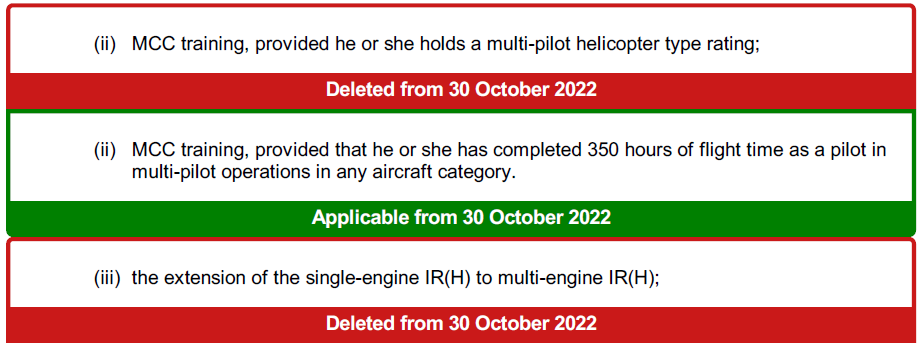 (ii) MCC training, provided he or she holds a multi-pilot helicopter type rating;
Deleted from 30 October 2022
(ii) MCC training, provided that he or she has completed 350 hours of flight time as a pilot in
multi-pilot operations in any aircraft category.
Applicable from 30 October 2022
(iii) the extension of the single-engine IR(H) to multi-engine IR(H);
Deleted from 30 October 2022